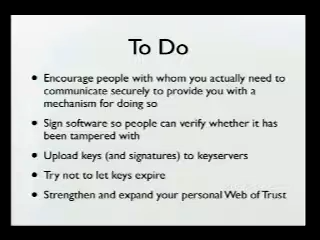 To Do
• Encourage people with whom you actually need to
communicate securely to provide you with a
mechanism for doing so
• Sign software so people can verify whether it has
been tampered with
• Upload keys (and signatures) to keyservers
• Try not to let keys expire
• Strengthen and expand your personal Web of Trust